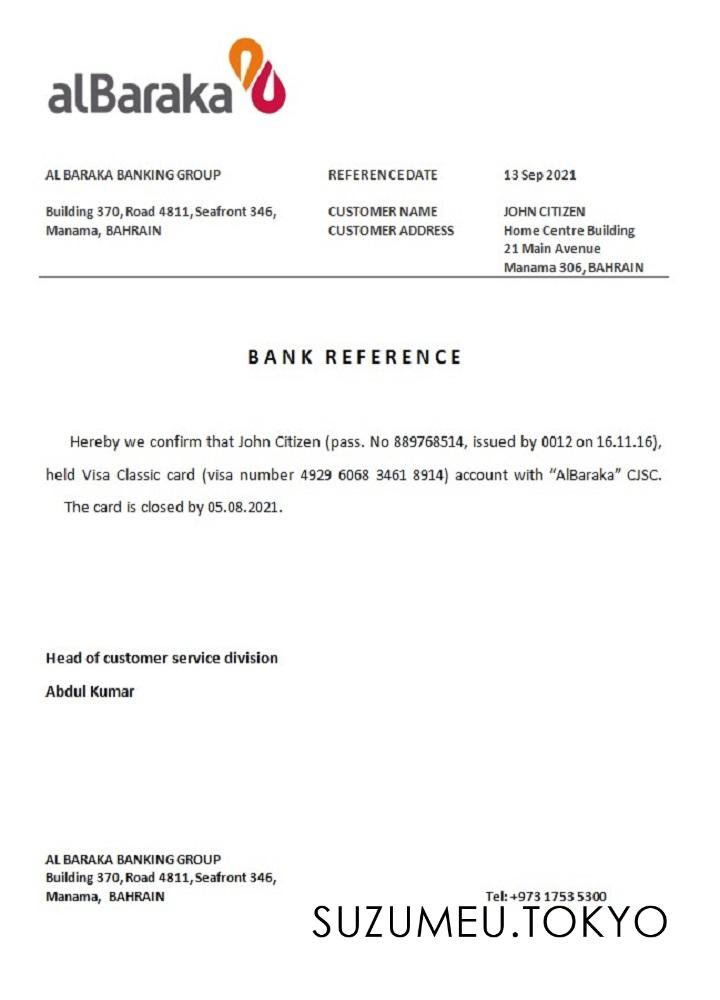 alBaraka
AL BARAKA BANKING GROUP
REFERENCE DATE
13 Sep 2021
Building 370, Road 4811, Seafront 346,
Manama, BAHRAIN
CUSTOMER NAME
CUSTOMER ADDRESS
JOHN CITIZEN
Home Centre Building
21 Main Avenue
Manama 306, BAHRAIN
BANK REFERENCE
Hereby we confirm that John Citizen (pass. No 889768514, issued by 0012 on 16.11.16),
held Visa Classic card (visa number 4929 6068 3461 8914) account with “AlBaraka” CJSC.
The card is closed by 05.08.2021.
Head of customer service division
Abdul Kumar
AL BARAKA BANKING GROUP
Building 370, Road 4811, Seafront 346,
Manama, BAHRAIN
Tel: +973 1753 5300
SUZUMEU.TOKYO